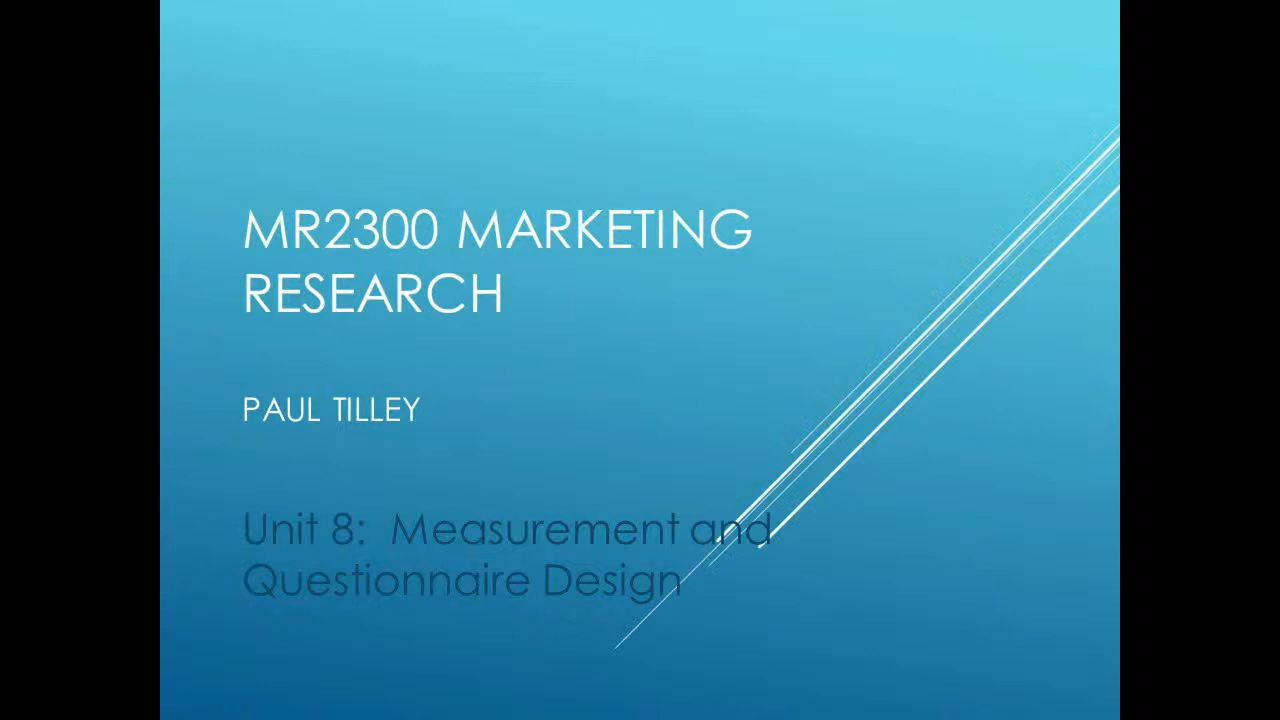 MR2300 MARKETING
RESEARCH
PAUL TILLEY
Unit 8:  Measurement and
Questionnaire Design